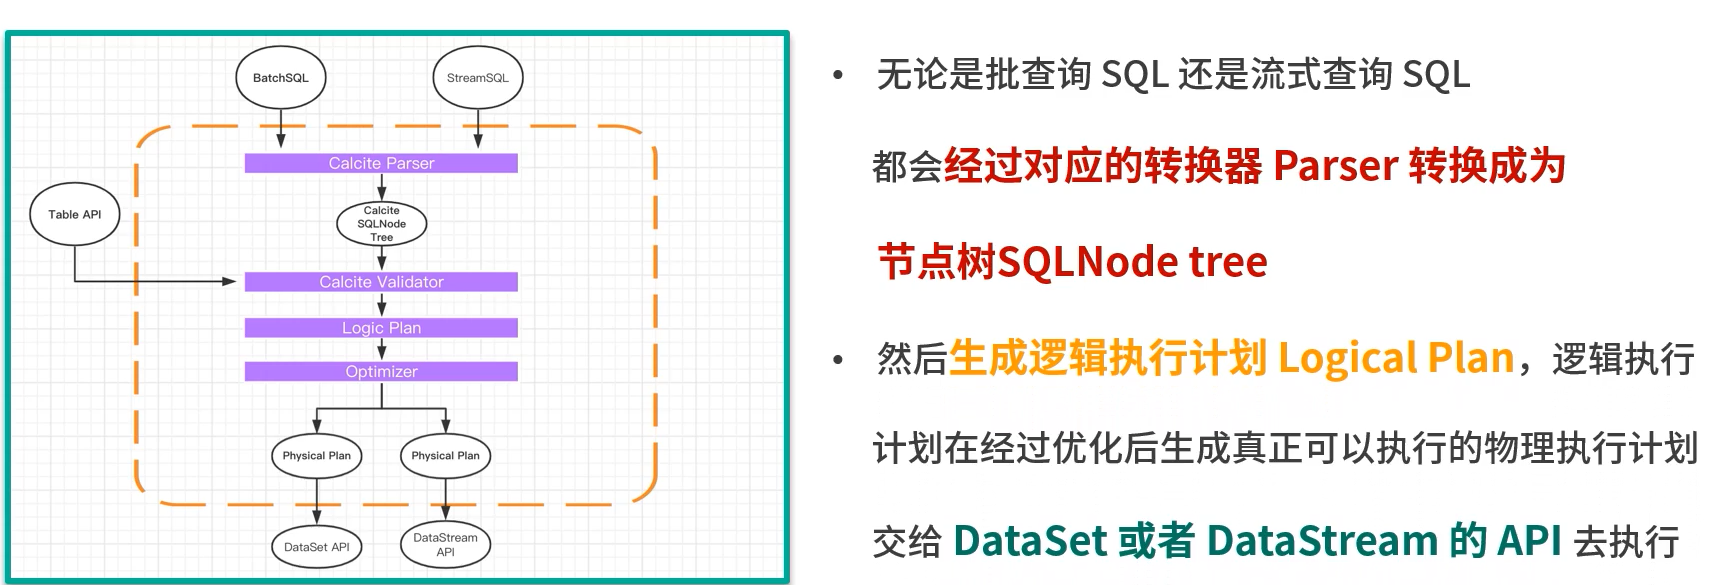 BatchSQL
StreamSQL
Calcite Parser
Table API
Calcite
SQLNode
Tree
Calcite Validator
Logic Plan
Optimizer
Physical Plan
Physical Plan
DataSet API
DataStream
API
• 无论是批查询 SQL 还是流式查询 SQL
都会经过对应的转换器 Parser 转换成为
节点树SQLNode tree
• 然后生成逻辑执行计划 Logical Plan，逻辑执行
计划在经过优化后生成真正可以执行的物理执行计划
交给 DataSet 或者 DataStream 的 API 去执行